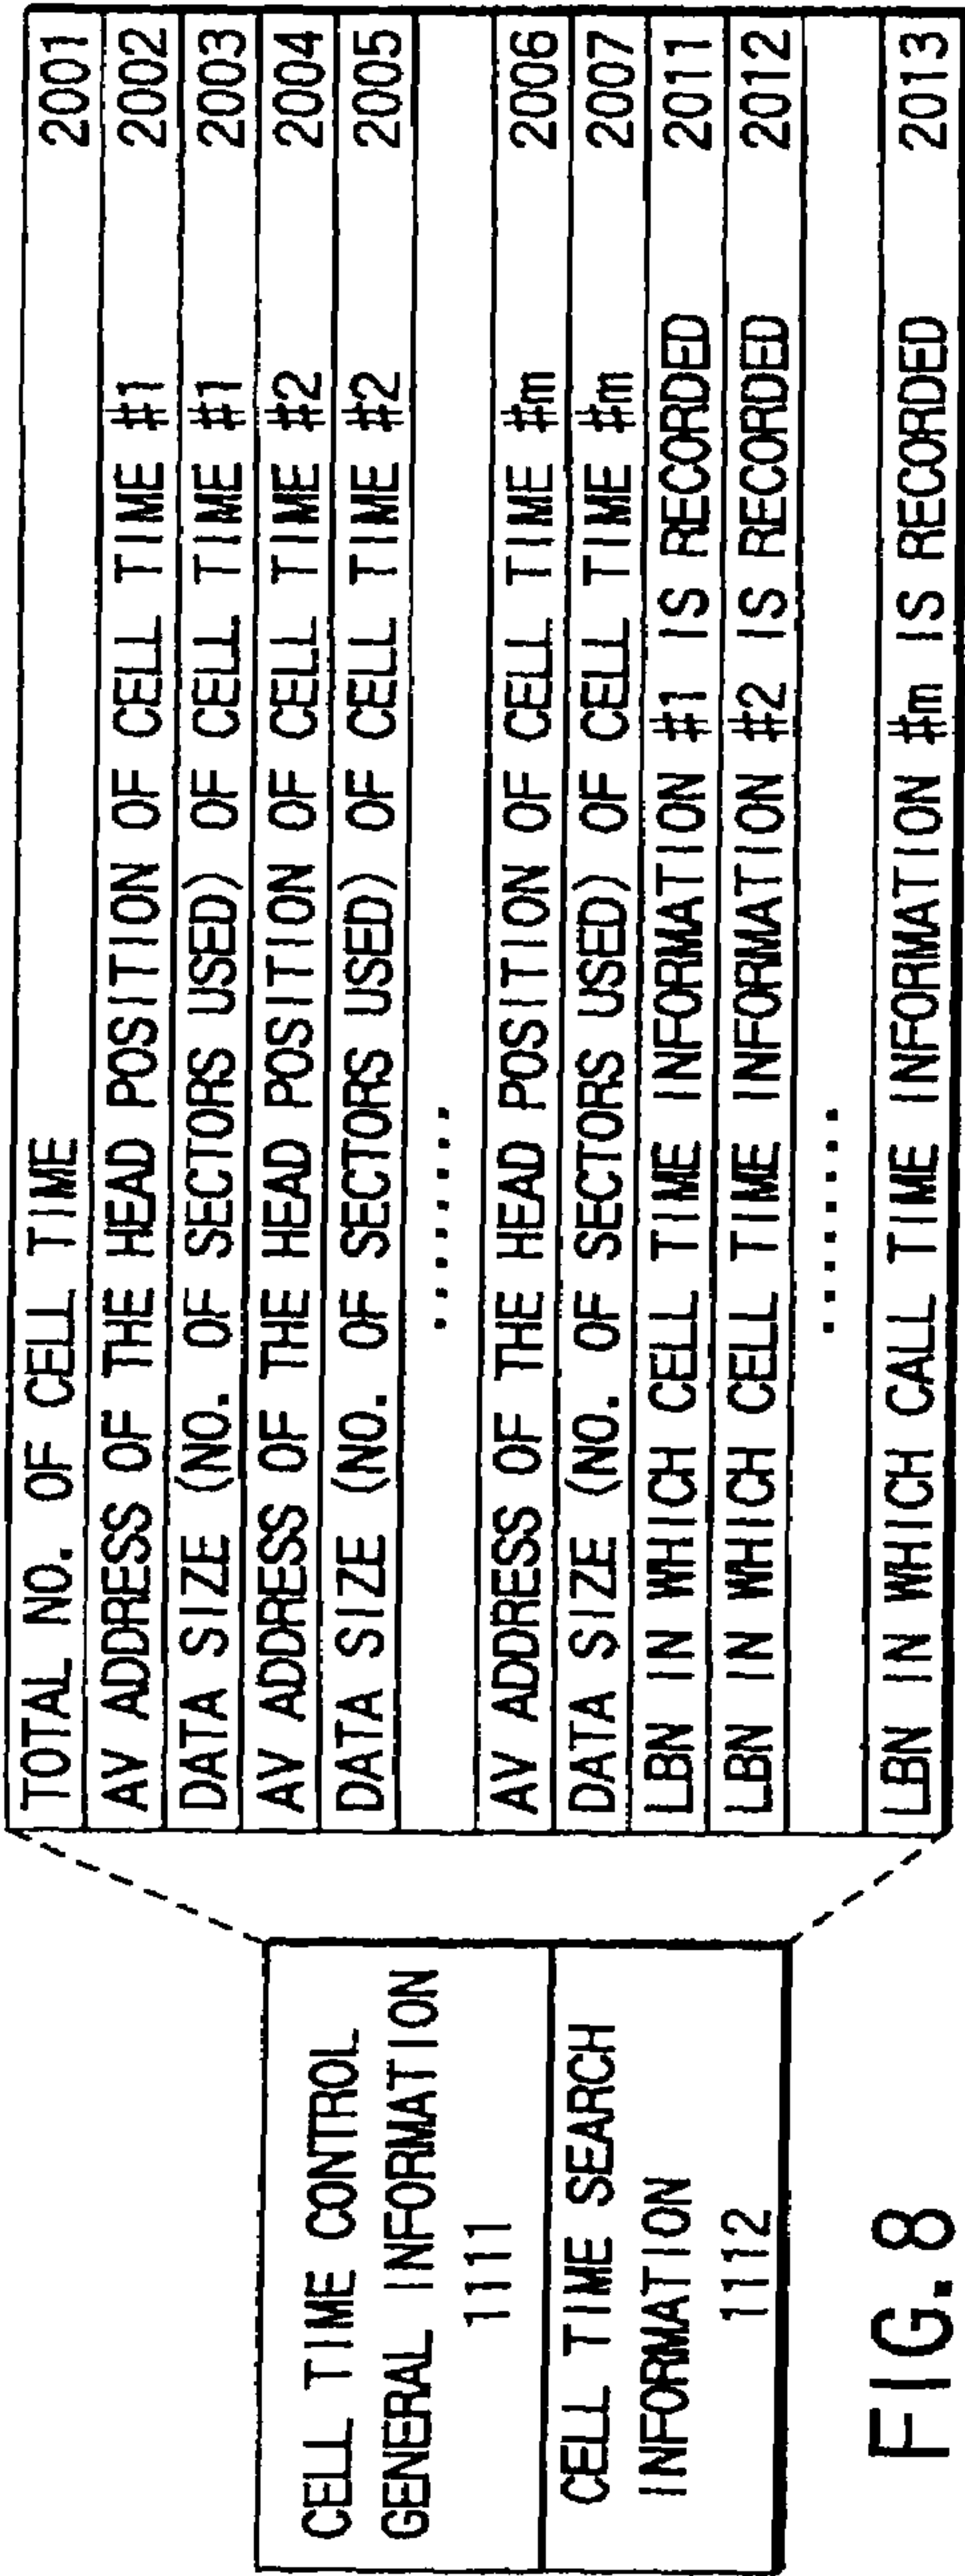 CELL TIME CONTROL
GENERAL INFORMATION
1111
CELL TIME SEARCH
INFORMATION
1112
TOTAL NO. OF CELL TIME 2001
AV ADDRESS OF THE HEAD POSITION OF CELL TIME #1 2002
DATA SIZE (NO. OF SECTORS USED) OF CELL TIME #1 2003
AV ADDRESS OF THE HEAD POSITION OF CELL TIME #2 2004
DATA SIZE (NO. OF SECTORS USED) OF CELL TIME #2 2005
......
AV ADDRESS OF THE HEAD POSITION OF CELL TIME #m 2006
DATA SIZE (NO. OF SECTORS USED) OF CELL TIME #m 2007
LBN IN WHICH CELL TIME INFORMATION #1 IS RECORDED 2011
LBN IN WHICH CELL TIME INFORMATION #2 IS RECORDED 2012
......
LBN IN WHICH CALL TIME INFORMATION #m IS RECORDED 2013
FIG. 8